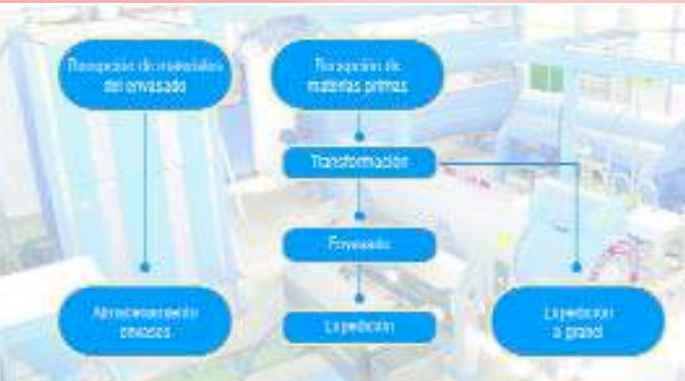 Recepción de materiales
del envasado
Recepción de
materias primas
Transformación
Envasado
Almacenamiento
envases
Expedición
Expedición
a granel